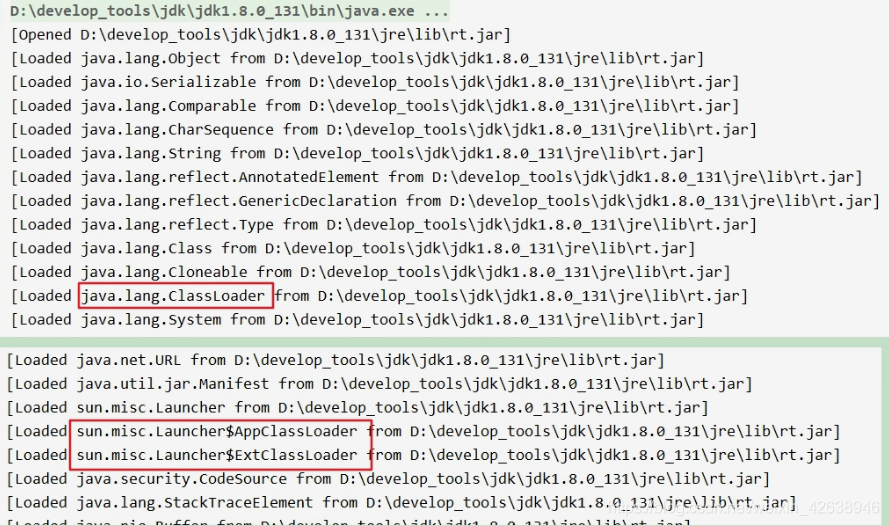 D:\develop_tools\jdk\jdk1.8.0_131\bin\java.exe ...
[Opened D:\develop_tools\jdk\jdk1.8.0_131\jre\lib\rt.jar]
[Loaded java.lang.Object from D:\develop_tools\jdk\jdk1.8.0_131\jre\lib\rt.jar]
[Loaded java.io.Serializable from D:\develop_tools\jdk\jdk1.8.0_131\jre\lib\rt.jar]
[Loaded java.lang.Comparable from D:\develop_tools\jdk\jdk1.8.0_131\jre\lib\rt.jar]
[Loaded java.lang.CharSequence from D:\develop_tools\jdk\jdk1.8.0_131\jre\lib\rt.jar]
[Loaded java.lang.String from D:\develop_tools\jdk\jdk1.8.0_131\jre\lib\rt.jar]
[Loaded java.lang.reflect.AnnotatedElement from D:\develop_tools\jdk\jdk1.8.0_131\jre\lib\rt.jar]
[Loaded java.lang.reflect.GenericDeclaration from D:\develop_tools\jdk\jdk1.8.0_131\jre\lib\rt.jar]
[Loaded java.lang.reflect.Type from D:\develop_tools\jdk\jdk1.8.0_131\jre\lib\rt.jar]
[Loaded java.lang.Class from D:\develop_tools\jdk\jdk1.8.0_131\jre\lib\rt.jar]
[Loaded java.lang.Cloneable from D:\develop_tools\jdk\jdk1.8.0_131\jre\lib\rt.jar]
[Loaded java.lang.ClassLoader from D:\develop_tools\jdk\jdk1.8.0_131\jre\lib\rt.jar]
[Loaded java.lang.System from D:\develop_tools\jdk\jdk1.8.0_131\jre\lib\rt.jar]
[Loaded java.net.URL from D:\develop_tools\jdk\jdk1.8.0_131\jre\lib\rt.jar]
[Loaded java.util.jar.Manifest from D:\develop_tools\jdk\jdk1.8.0_131\jre\lib\rt.jar]
[Loaded sun.misc.Launcher from D:\develop_tools\jdk\jdk1.8.0_131\jre\lib\rt.jar]
[Loaded sun.misc.Launcher$AppClassLoader from D:\develop_tools\jdk\jdk1.8.0_131\jre\lib\rt.jar]
[Loaded sun.misc.Launcher$ExtClassLoader from D:\develop_tools\jdk\jdk1.8.0_131\jre\lib\rt.jar]
[Loaded java.security.CodeSource from D:\develop_tools\jdk\jdk1.8.0_131\jre\lib\rt.jar]
[Loaded java.lang.StackTraceElement from D:\develop_tools\jdk\jdk1.8.0_131\jre\lib\rt.jar]